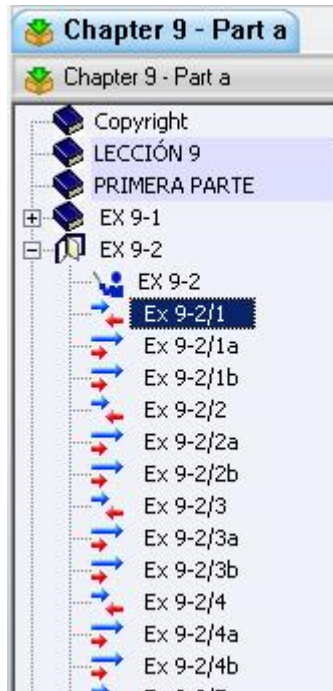 Chapter 9 - Part a
Chapter 9 - Part a
Copyright
LECCIÓN 9
PRIMERA PARTE
EX 9-1
EX 9-2
EX 9-2
Ex 9-2/1
Ex 9-2/1a
Ex 9-2/1b
Ex 9-2/2
Ex 9-2/2a
Ex 9-2/2b
Ex 9-2/3
Ex 9-2/3a
Ex 9-2/3b
Ex 9-2/4
Ex 9-2/4a
Ex 9-2/4b